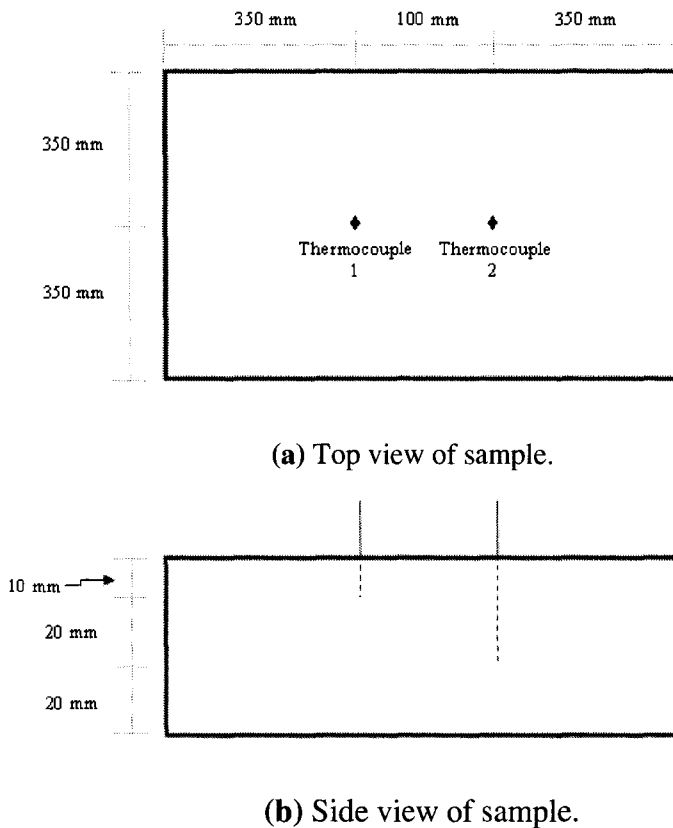 350 mm 100 mm 350 mm
350 mm
Thermocouple Thermocouple
1 2
350 mm
(a) Top view of sample.
10 mm
20 mm
20 mm
(b) Side view of sample.